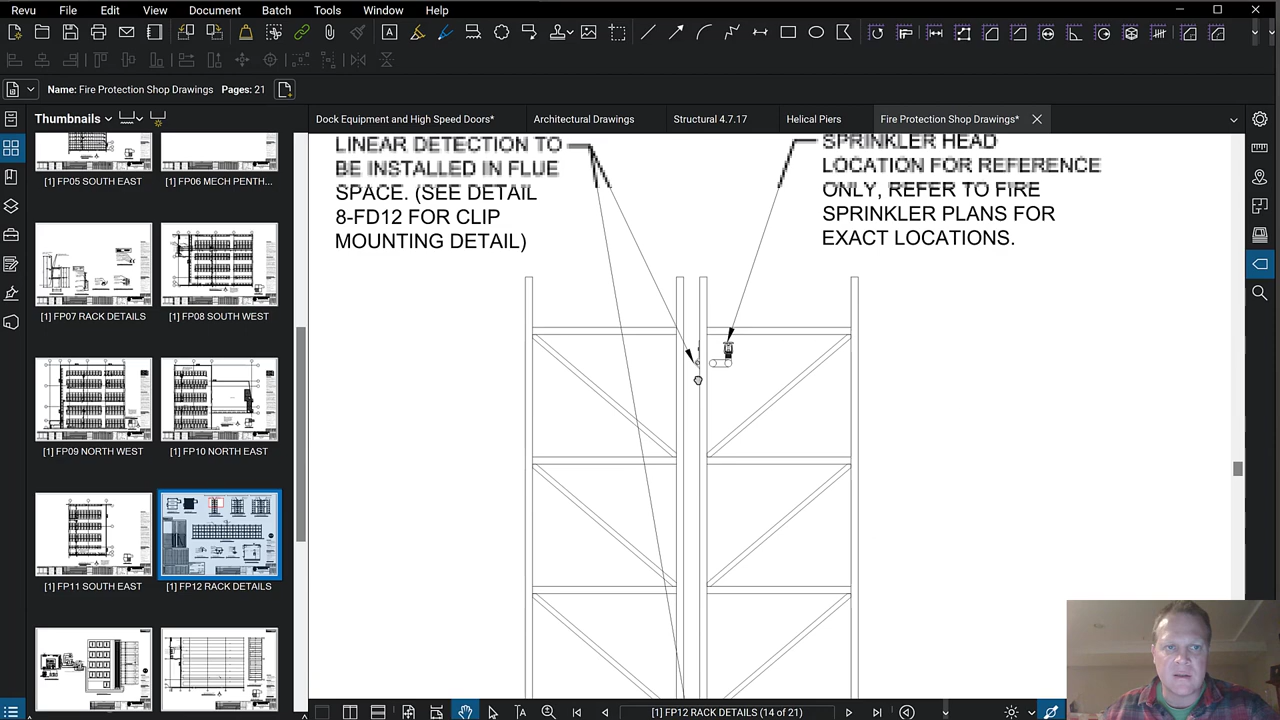 Revu File Edit View Document Batch Tools Window Help
Name: Fire Protection Shop Drawings Pages: 21
Thumbnails
Dock Equipment and High Speed Doors* Architectural Drawings Structural 4.7.17 Helical Piers Fire Protection Shop Drawings*
[1] FP05 SOUTH EAST [1] FP06 MECH PENTH...
[1] FP07 RACK DETAILS [1] FP08 SOUTH WEST
[1] FP09 NORTH WEST [1] FP10 NORTH EAST
[1] FP11 SOUTH EAST [1] FP12 RACK DETAILS
LINEAR DETECTION TO
BE INSTALLED IN FLUE
SPACE. (SEE DETAIL
8-FD12 FOR CLIP
MOUNTING DETAIL)
SPRINKLER HEAD
LOCATION FOR REFERENCE
ONLY, REFER TO FIRE
SPRINKLER PLANS FOR
EXACT LOCATIONS.
[1] FP12 RACK DETAILS (14 of 21)